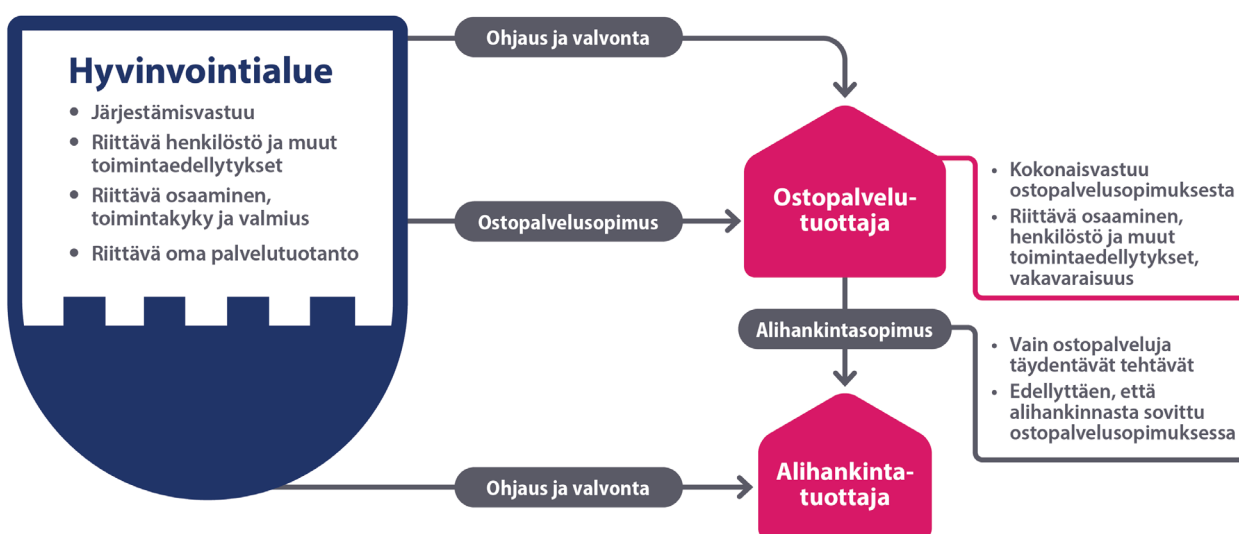 Hyvinvointialue
• Järjestämisvastuu
• Riittävä henkilöstö ja muut
toimintaedellytykset
• Riittävä osaaminen,
toimintakyky ja valmius
• Riittävä oma palvelutuotanto
Ohjaus ja valvonta
Ostopalvelusopimus
Ostopalvelu-
tuottaja
• Kokonaisvastuu
ostopalvelusopimuksesta
• Riittävä osaaminen,
henkilöstö ja muut
toimintaedellytykset,
vakavaraisuus
Alihankintasopimus
• Vain ostopalveluja
täydentävät tehtävät
• Edellyttäen, että
alihankinnasta sovittu
ostopalvelusopimuksessa
Ohjaus ja valvonta
Alihankinta-
tuottaja